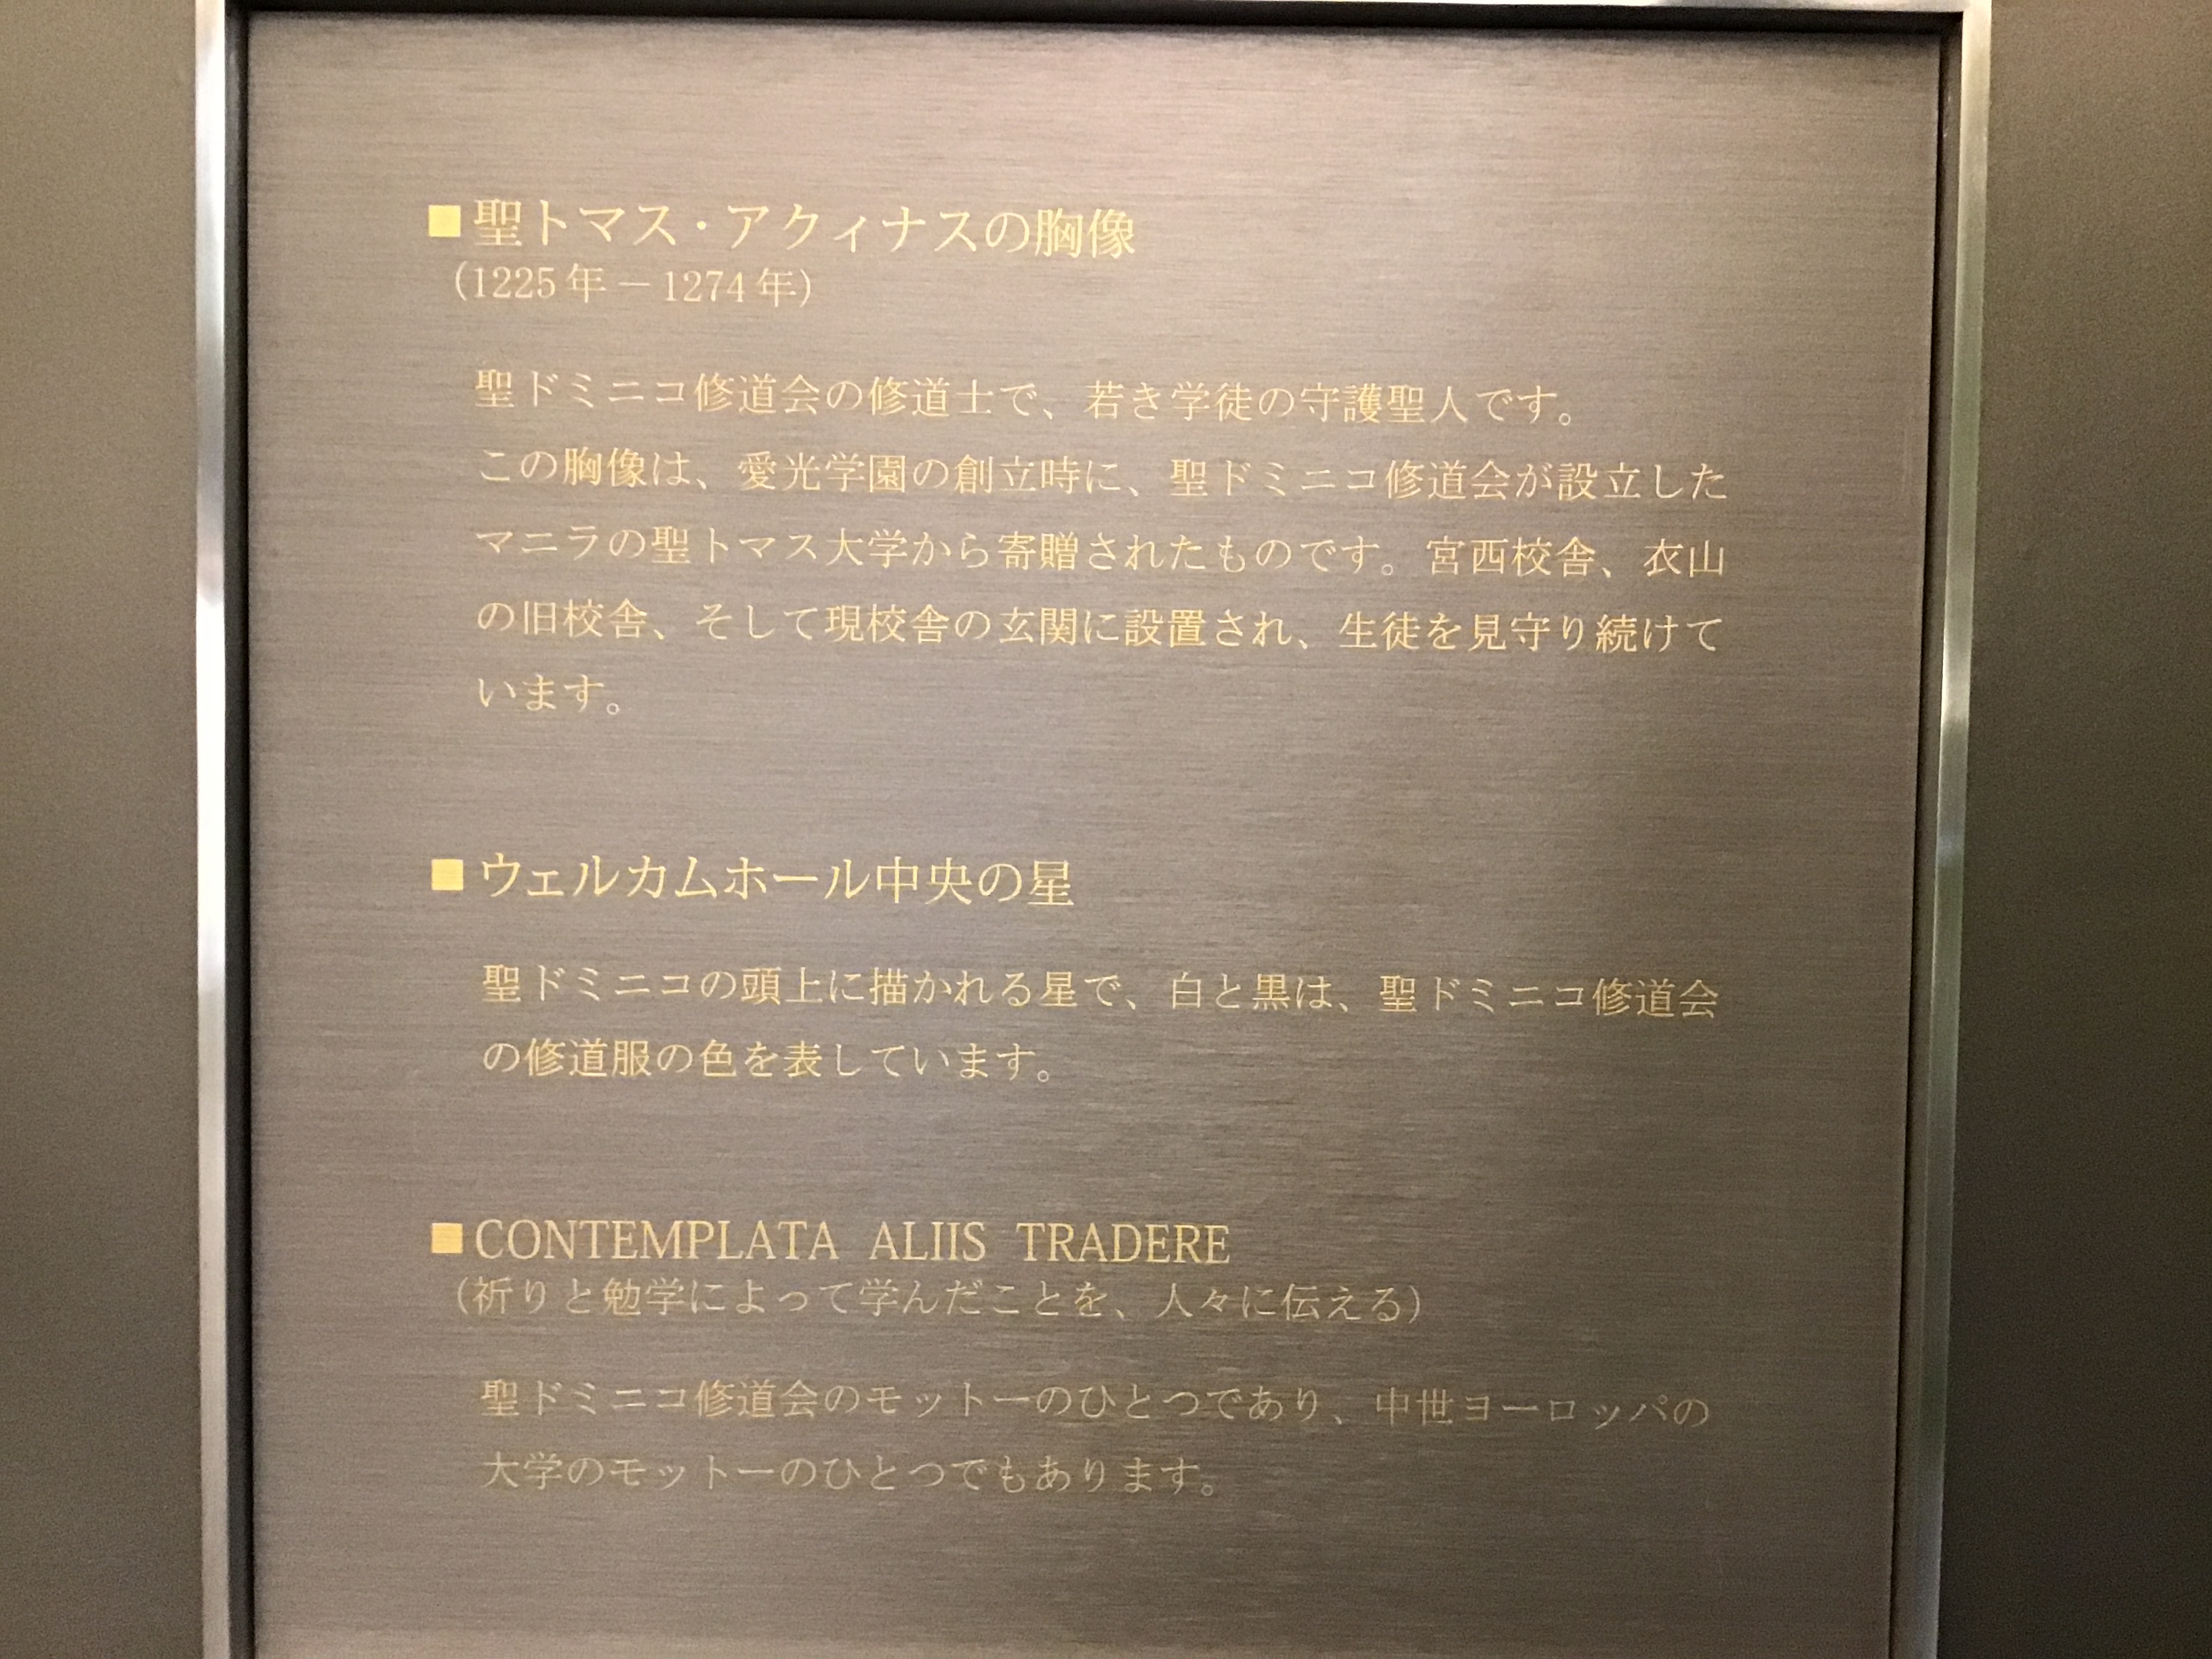 ■聖トマス・アクィナスの胸像
(1225年－1274年)
聖ドミニコ修道会の修道士で、若き学徒の守護聖人です。
この胸像は、愛光学園の創立時に、聖ドミニコ修道会が設立した
マニラの聖トマス大学から寄贈されたものです。宮西校舎、衣山
の旧校舎、そして現校舎の玄関に設置され、生徒を見守り続けて
います。
■ウェルカムホール中央の星
聖ドミニコの頭上に描かれる星で、白と黒は、聖ドミニコ修道会
の修道服の色を表しています。
■CONTEMPLATA ALIIS TRADERE
(祈りと勉学によって学んだことを、人々に伝える)
聖ドミニコ修道会のモットーのひとつであり、中世ヨーロッパの
大学のモットーのひとつでもあります。